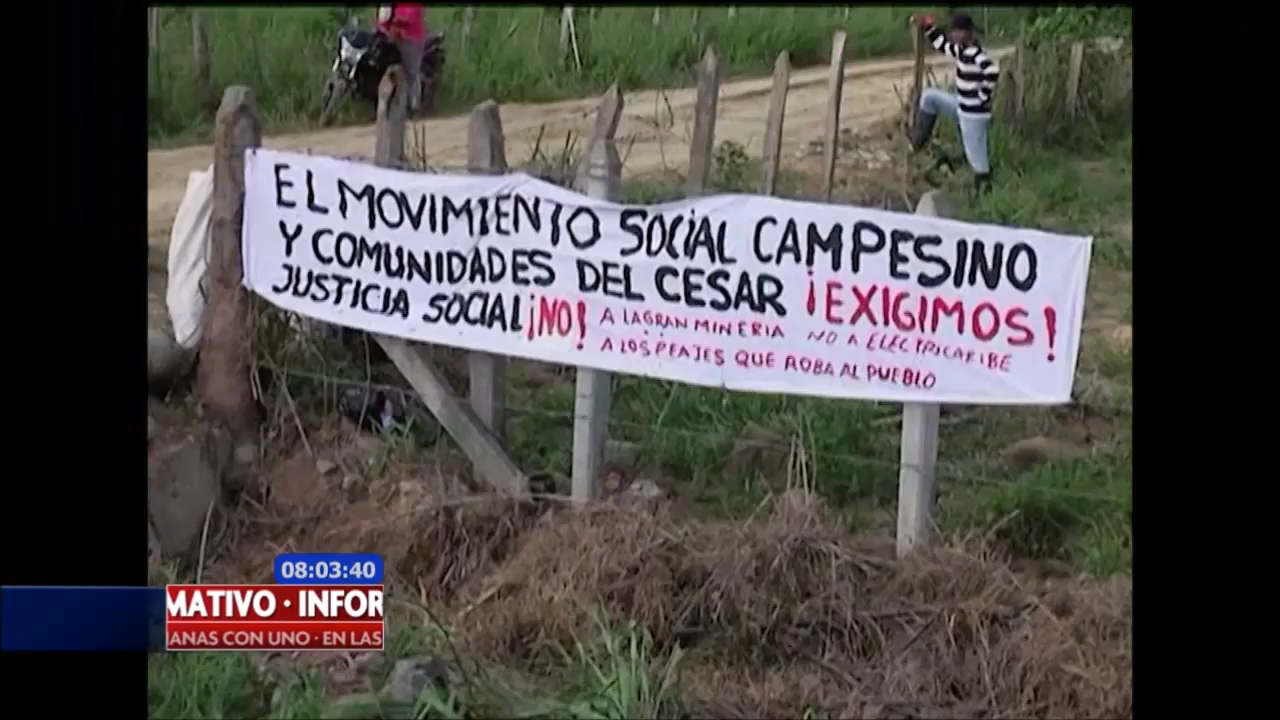 EL MOVIMIENTO SOCIAL CAMPESINO
Y COMUNIDADES DEL CESAR ¡EXIGIMOS!
JUSTICIA SOCIAL ¡NO! A LA GRAN MINERIA NO A ELECTRICARIBE
A LOS PEAJES QUE ROBA AL PUEBLO
08:03:40
MATIVO · INFOR
ANAS CON UNO · EN LAS